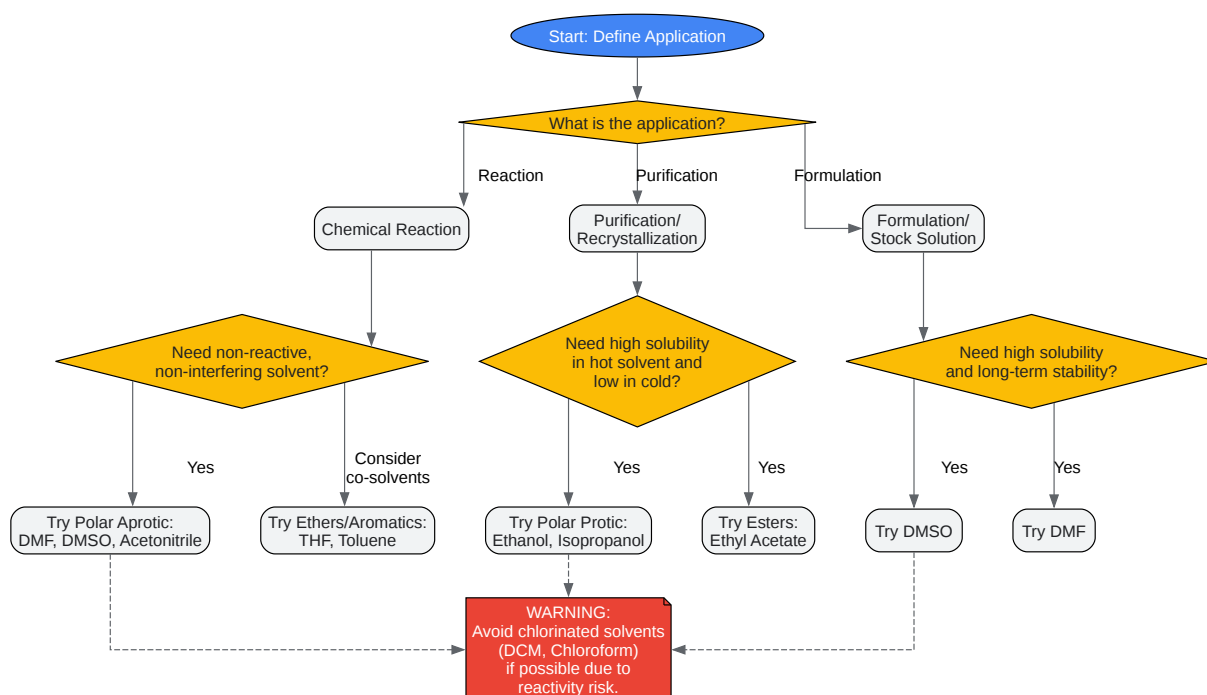 Start: Define Application
What is the application?
Reaction
Purification
Formulation
Chemical Reaction
Purification/
Recrystallization
Formulation/
Stock Solution
Need non-reactive,
non-interfering solvent?
Need high solubility
in hot solvent and
low in cold?
Need high solubility
and long-term stability?
Yes
Consider
co-solvents
Yes
Yes
Yes
Yes
Try Polar Aprotic:
DMF, DMSO, Acetonitrile
Try Ethers/Aromatics:
THF, Toluene
Try Polar Protic:
Ethanol, Isopropanol
Try Esters:
Ethyl Acetate
Try DMSO
Try DMF
WARNING:
Avoid chlorinated solvents
(DCM, Chloroform)
if possible due to
reactivity risk.